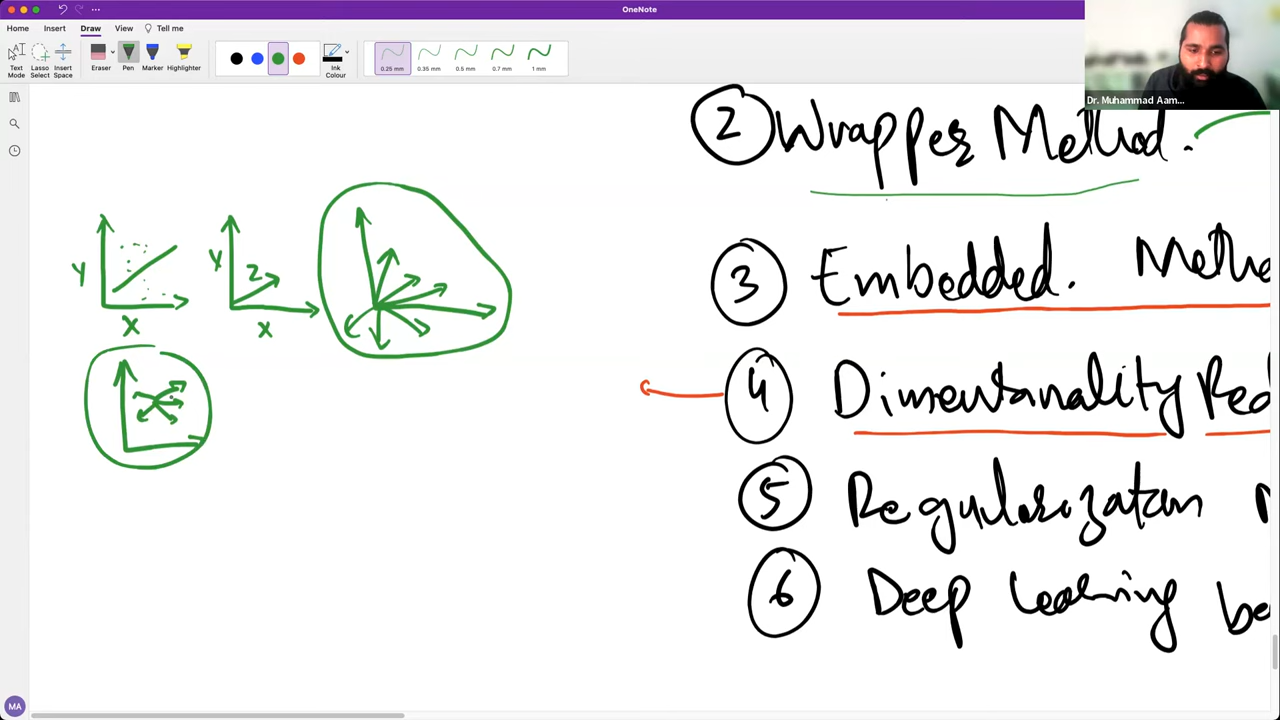 OneNote
Home Insert Draw View Tell me
Text Mode Lasso Select Insert Space Eraser Pen Marker Highlighter Ink Colour 0.25 mm 0.35 mm 0.5 mm 0.7 mm 1 mm
Dr. Muhammad Aam...
2 Wrapper Method.
3 Embedded. Metho
4 Dimentanality Red
5 Regularizatan
6 Deep learning be
Y X
Y Z X
MA